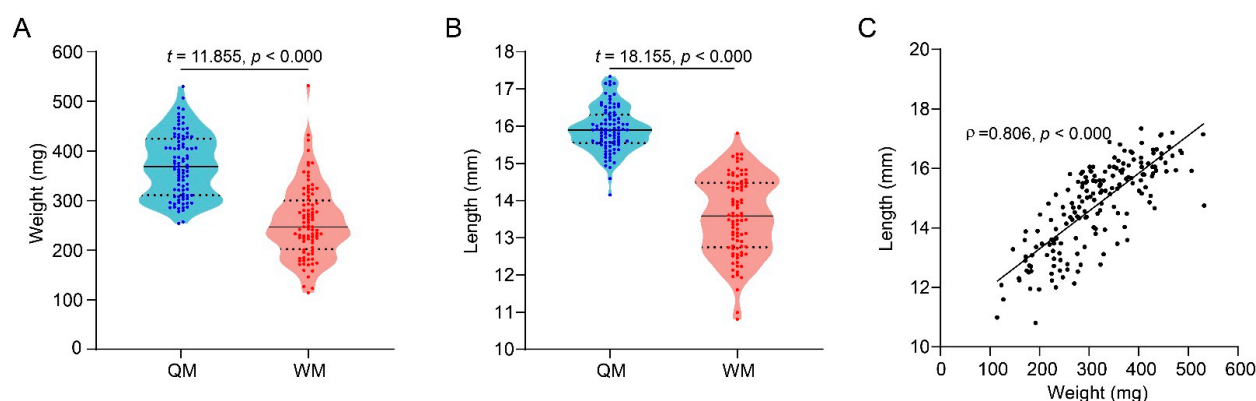 A
Weight (mg)
600
500
400
300
200
100
0
t = 11.855, p < 0.000
QM
WM
B
Length (mm)
18
17
16
15
14
13
12
11
10
t = 18.155, p < 0.000
QM
WM
C
Length (mm)
20
18
16
14
12
10
ρ =0.806, p < 0.000
0
100
200
300
400
500
600
Weight (mg)